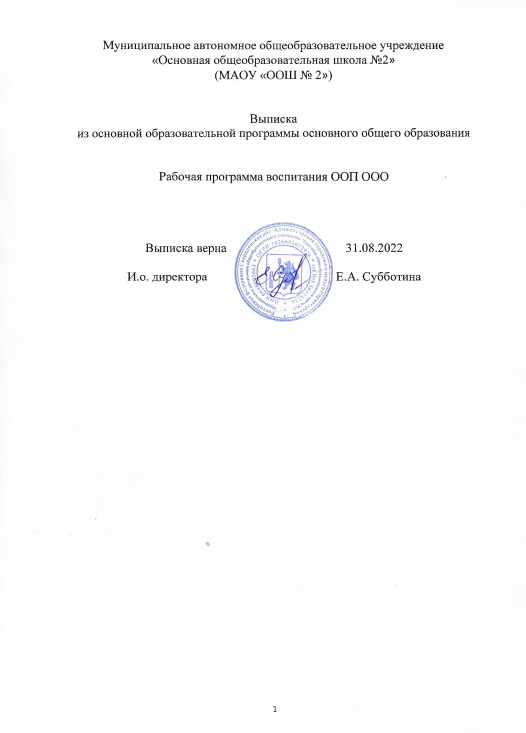 Муниципальное автономное общеобразовательное учреждение
«Основная общеобразовательная школа №2»
(МАОУ «ООШ № 2»)
Выписка
из основной образовательной программы основного общего образования
Рабочая программа воспитания ООП ООО
Выписка верна 31.08.2022
И.о. директора Е.А. Субботина
1